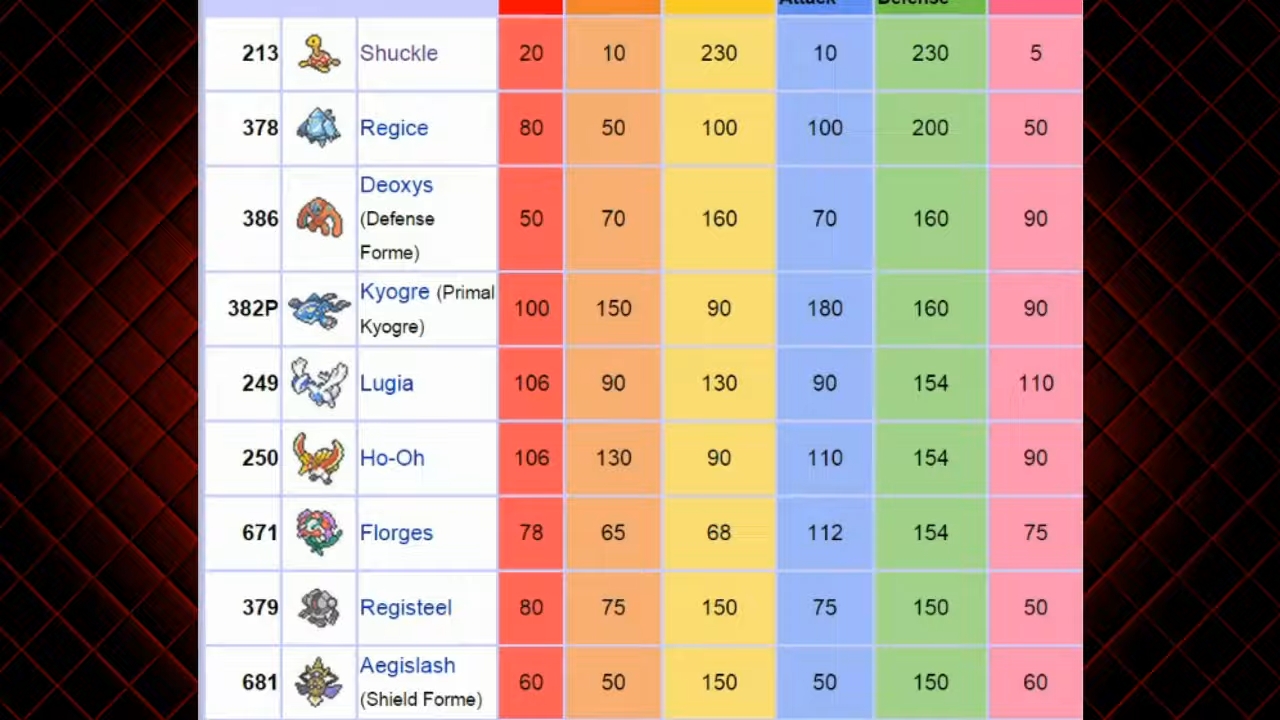 Attack Defense
213 Shuckle 20 10 230 10 230 5
378 Regice 80 50 100 100 200 50
Deoxys
386 (Defense 50 70 160 70 160 90
Forme)
Kyogre (Primal
382P Kyogre) 100 150 90 180 160 90
249 Lugia 106 90 130 90 154 110
250 Ho-Oh 106 130 90 110 154 90
671 Florges 78 65 68 112 154 75
379 Registeel 80 75 150 75 150 50
Aegislash
681 (Shield Forme) 60 50 150 50 150 60